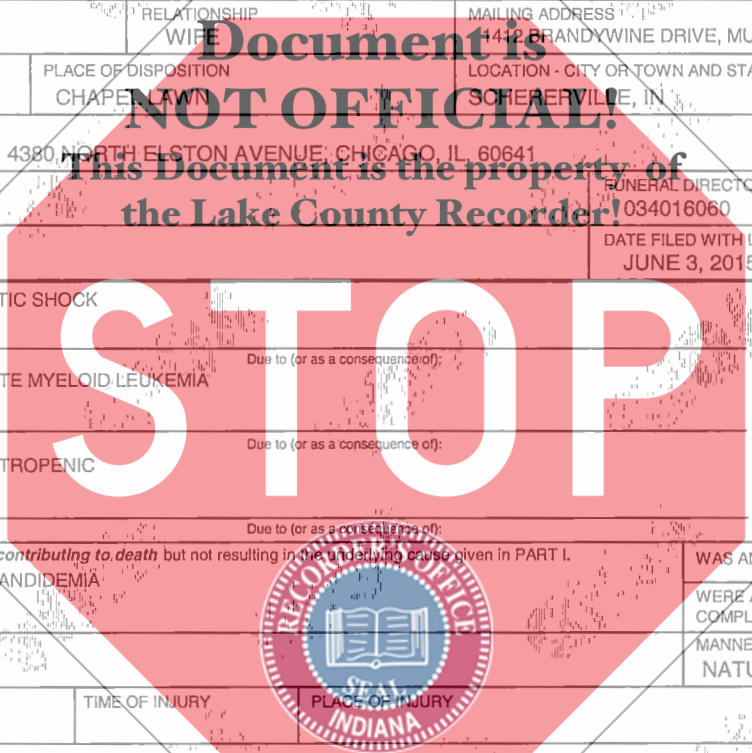 RELATIONSHIP
MAILING ADDRESS
WIFE
1412 BRANDYWINE DRIVE, MU
Document is
PLACE OF DISPOSITION
LOCATION - CITY OR TOWN AND STA
CHAPEL LAWN
SCHERERVILLE, IN
NOT OFFICIAL!
4380 NORTH ELSTON AVENUE, CHICAGO, IL, 60641
This Document is the property of
FUNERAL DIRECTO
034016060
the Lake County Recorder!
DATE FILED WITH L
JUNE 3, 2015
TIC SHOCK
STOP
Due to (or as a consequence of):
TE MYELOID LEUKEMIA
Due to (or as a consequence of):
TROPENIC
Due to (or as a consequence of):
contributing to death but not resulting in the underlying cause given in PART I.
WAS AN
ANDIDEMIA
WERE A
COMPL
MANNE
NATU
RECORDER'S OFFICE
SEAL
INDIANA
TIME OF INJURY
PLACE OF INJURY